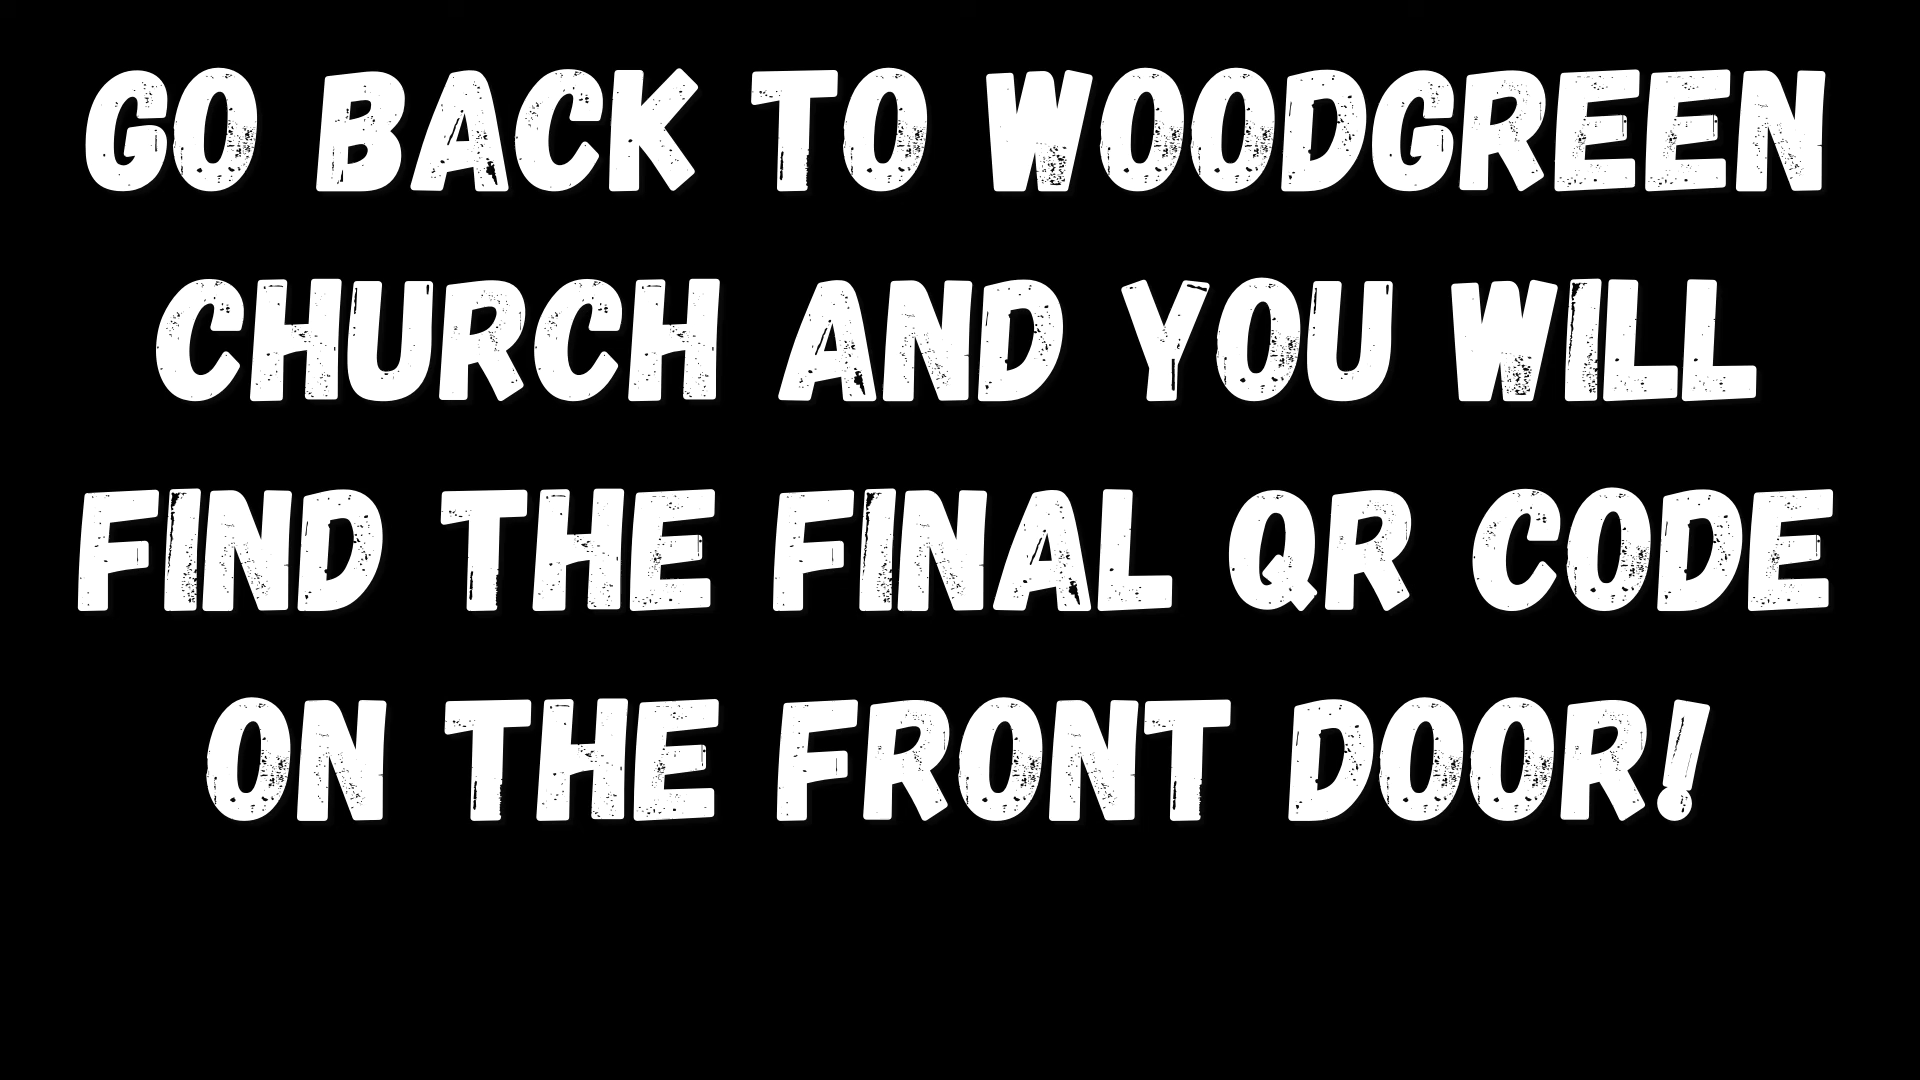 GO BACK TO WOODGREEN
CHURCH AND YOU WILL
FIND THE FINAL QR CODE
ON THE FRONT DOOR!